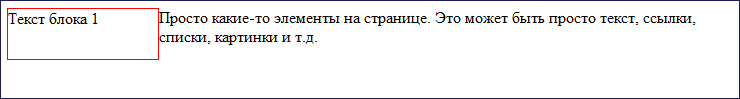 Текст блока 1
Просто какие-то элементы на странице. Это может быть просто текст, ссылки,
списки, картинки и т.д.